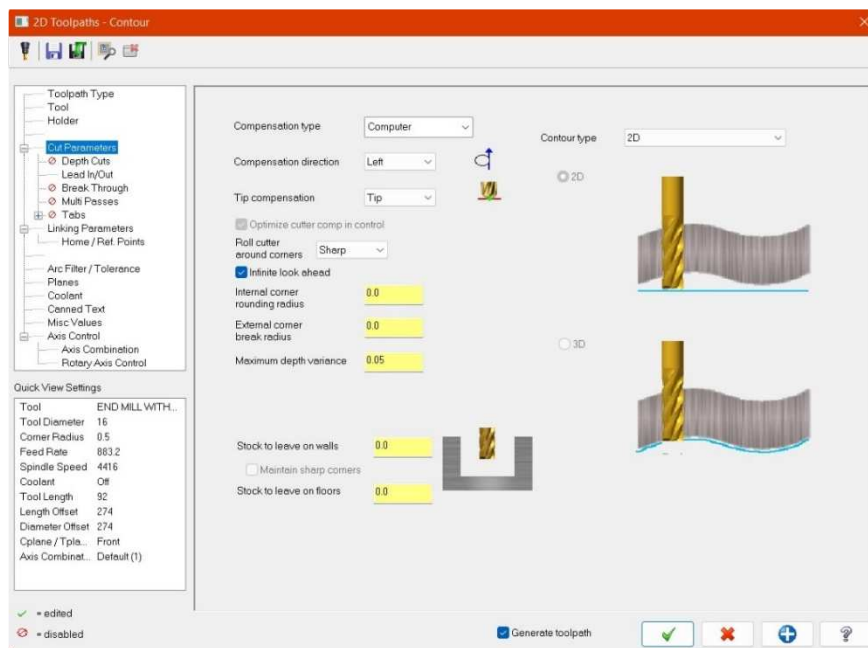 2D Toolpaths - Contour
Toolpath Type
Tool
Holder
Cut Parameters
Depth Cuts
Lead In/Out
Break Through
Multi Passes
Tabs
Linking Parameters
Home / Ref. Points
Arc Filter / Tolerance
Planes
Coolant
Canned Text
Misc Values
Axis Control
Axis Combination
Rotary Axis Control
Quick View Settings
Tool END MILL WITH...
Tool Diameter 16
Corner Radius 0.5
Feed Rate 883.2
Spindle Speed 4416
Coolant Off
Tool Length 92
Length Offset 274
Diameter Offset 274
Cplane / Tpla... Front
Axis Combinat... Default (1)
= edited
= disabled
Compensation type Computer
Compensation direction Left
Tip compensation Tip
Optimize cutter comp in control
Roll cutter
around corners Sharp
Infinite look ahead
Internal corner
rounding radius 0.0
External corner
break radius 0.0
Maximum depth variance 0.05
Stock to leave on walls 0.0
Maintain sharp corners
Stock to leave on floors 0.0
Contour type 2D
2D
3D
Generate toolpath